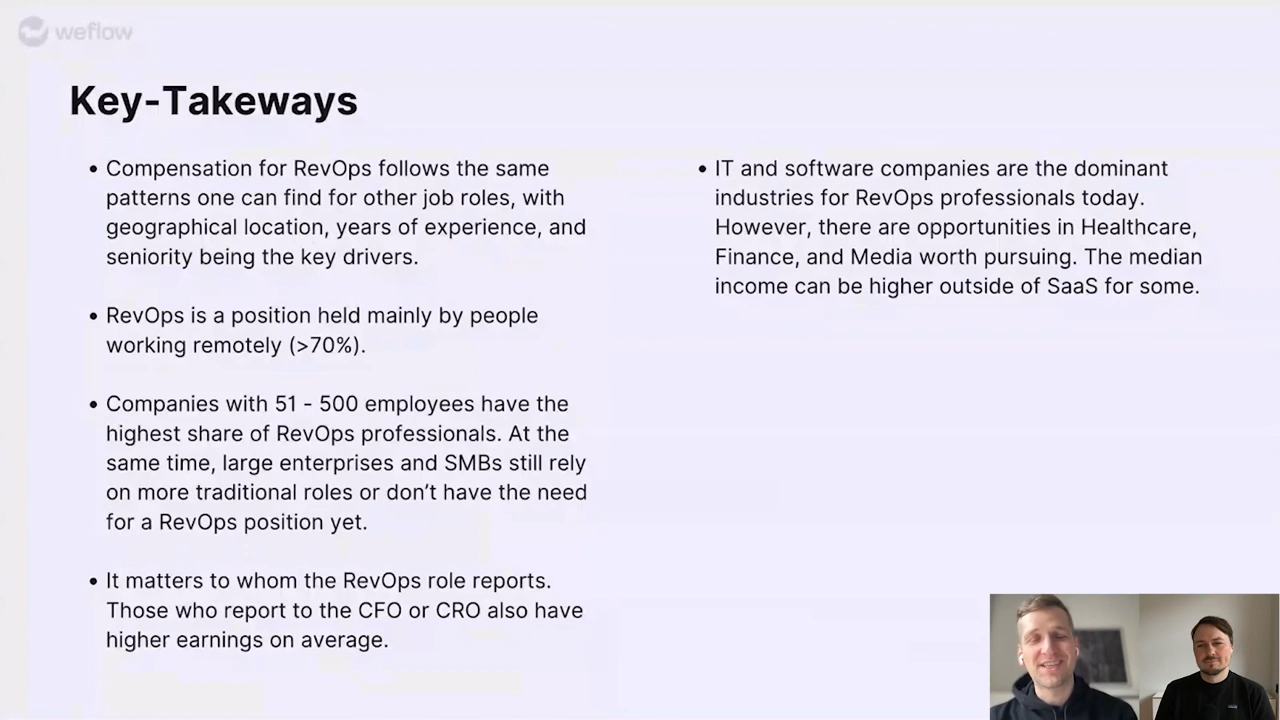 weflow
Key-Takeways
• Compensation for RevOps follows the same
patterns one can find for other job roles, with
geographical location, years of experience, and
seniority being the key drivers.
• RevOps is a position held mainly by people
working remotely (>70%).
• Companies with 51 - 500 employees have the
highest share of RevOps professionals. At the
same time, large enterprises and SMBs still rely
on more traditional roles or don’t have the need
for a RevOps position yet.
• It matters to whom the RevOps role reports.
Those who report to the CFO or CRO also have
higher earnings on average.
• IT and software companies are the dominant
industries for RevOps professionals today.
However, there are opportunities in Healthcare,
Finance, and Media worth pursuing. The median
income can be higher outside of SaaS for some.